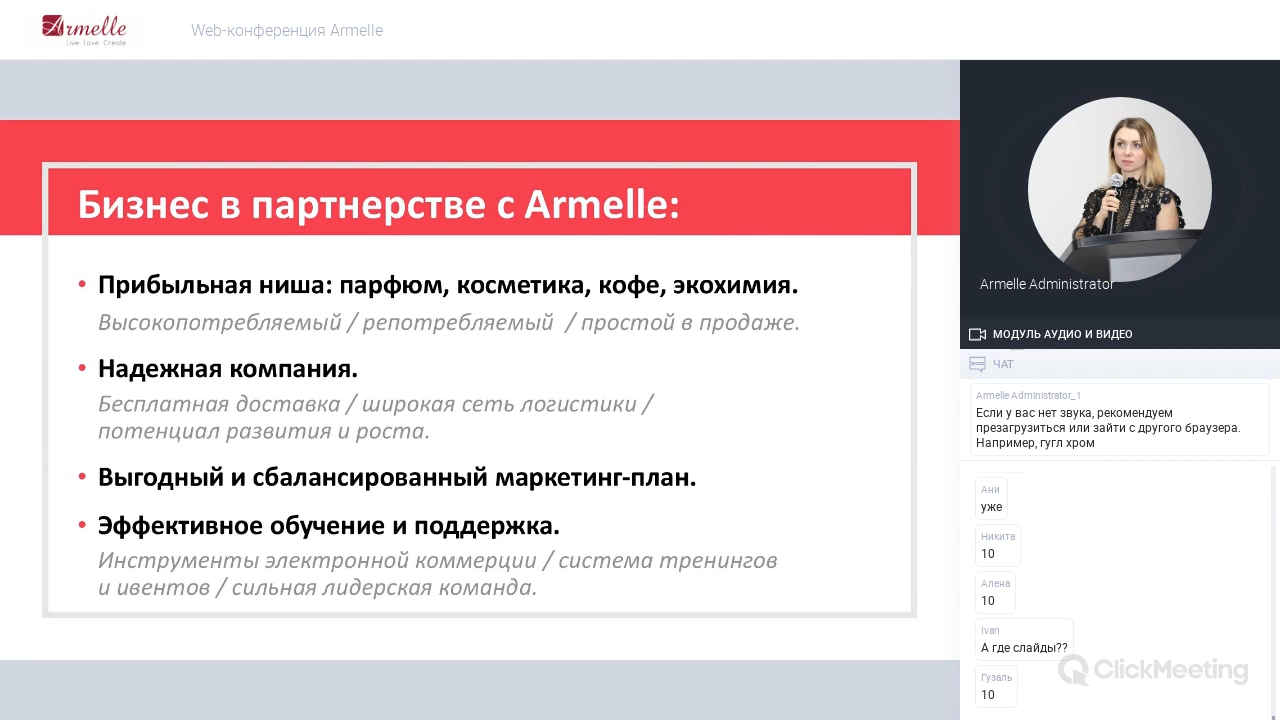 Armelle
Live Love Create
Web-конференция Armelle
Бизнес в партнерстве с Armelle:
• Прибыльная ниша: парфюм, косметика, кофе, экохимия.
Высокопотребляемый / репотребляемый / простой в продаже.
• Надежная компания.
Бесплатная доставка / широкая сеть логистики /
потенциал развития и роста.
• Выгодный и сбалансированный маркетинг-план.
• Эффективное обучение и поддержка.
Инструменты электронной коммерции / система тренингов
и ивентов / сильная лидерская команда.
Armelle Administrator
МОДУЛЬ АУДИО И ВИДЕО
ЧАТ
Armelle Administrator_1
Если у вас нет звука, рекомендуем
презагрузиться или зайти с другого браузера.
Например, гугл хром
Ани
уже
Никита
10
Алена
10
Ivan
А где слайды??
Гузаль
10
ClickMeeting